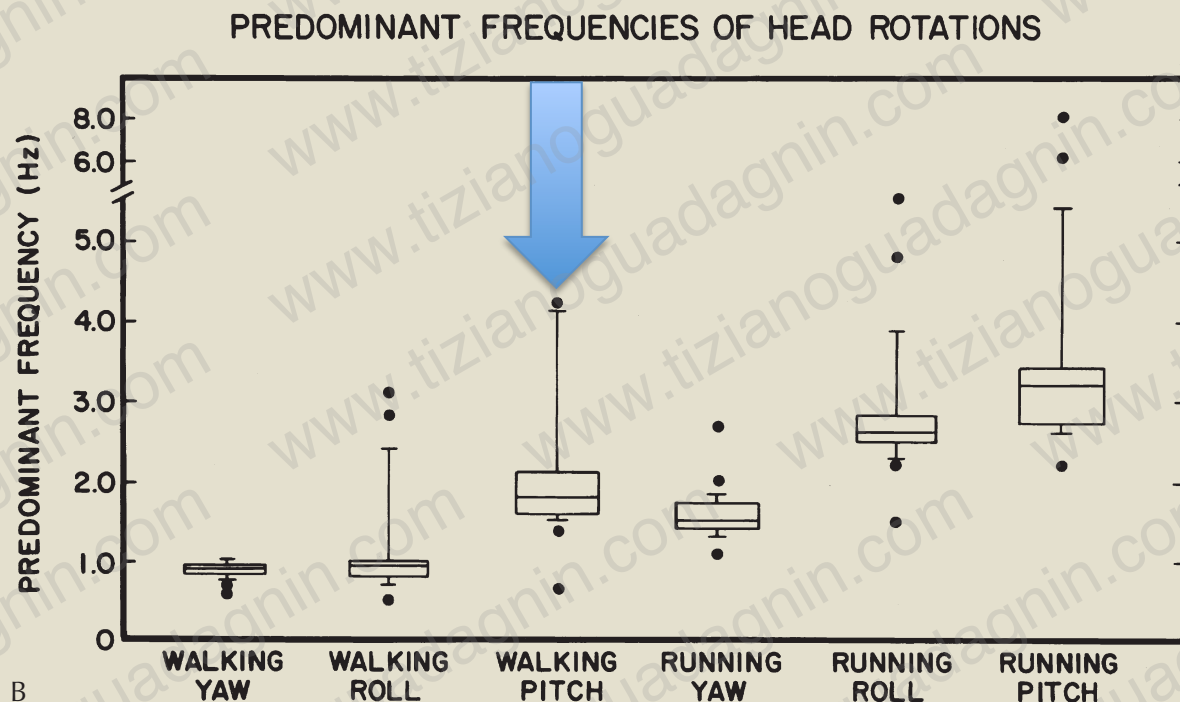 PREDOMINANT FREQUENCIES OF HEAD ROTATIONS
PREDOMINANT FREQUENCY (Hz)
8.0
6.0
5.0
4.0
3.0
2.0
1.0
0
WALKING YAW
WALKING ROLL
WALKING PITCH
RUNNING YAW
RUNNING ROLL
RUNNING PITCH
B
www.tizianoguadagnin.com